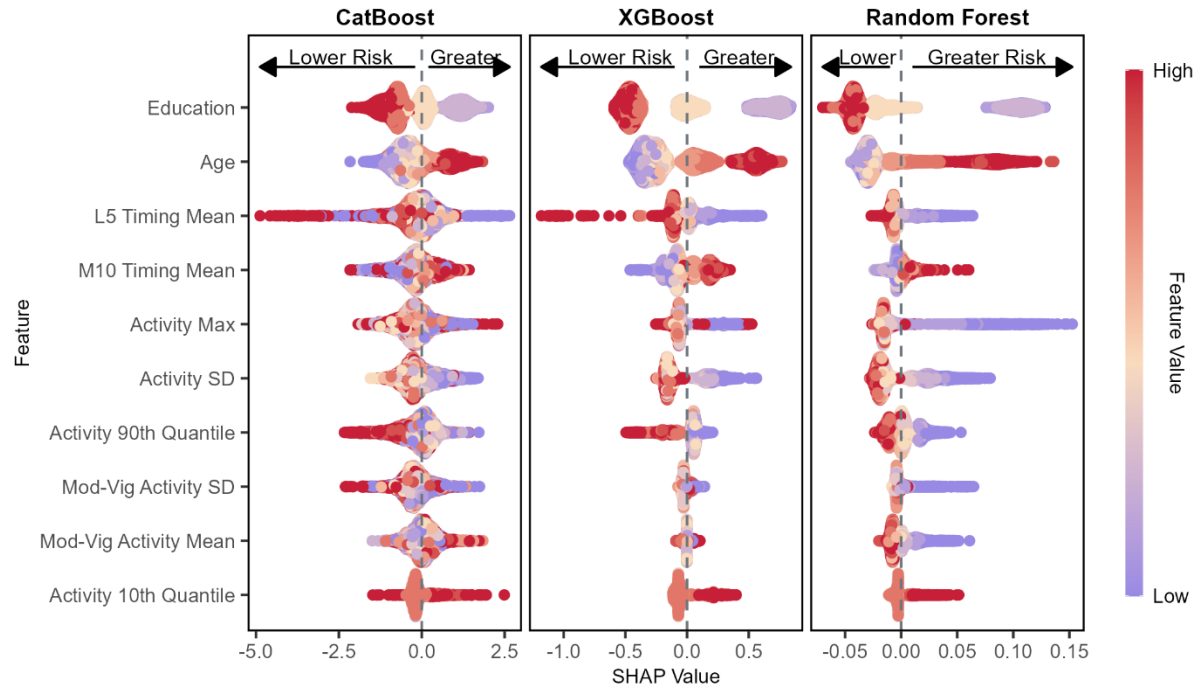 CatBoost XGBoost Random Forest
Lower Risk Greater Lower Risk Greater Lower Greater Risk
High
Education
Age
L5 Timing Mean
M10 Timing Mean
Activity Max
Activity SD
Activity 90th Quantile
Mod-Vig Activity SD
Mod-Vig Activity Mean
Activity 10th Quantile
Feature
Feature Value
Low
-5.0 -2.5 0.0 2.5 -1.0 -0.5 0.0 0.5 -0.05 0.00 0.05 0.10 0.15
SHAP Value